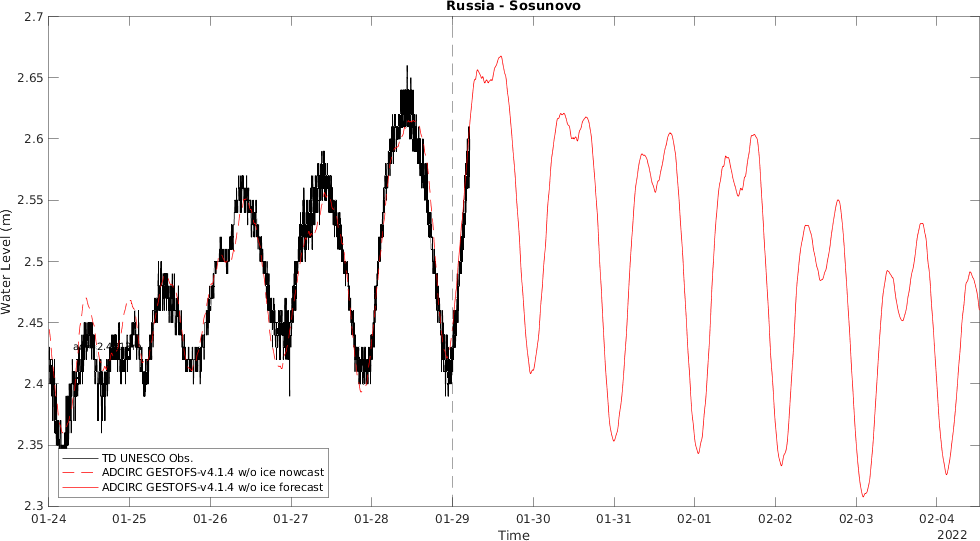 Russia - Sosunovo
Water Level (m)
2.7
2.65
2.6
2.55
2.5
2.45
2.4
2.35
2.3
TD UNESCO Obs.
ADCIRC GESTOFS-v4.1.4 w/o ice nowcast
ADCIRC GESTOFS-v4.1.4 w/o ice forecast
01-24 01-25 01-26 01-27 01-28 01-29 01-30 01-31 02-01 02-02 02-03 02-04
Time
2022